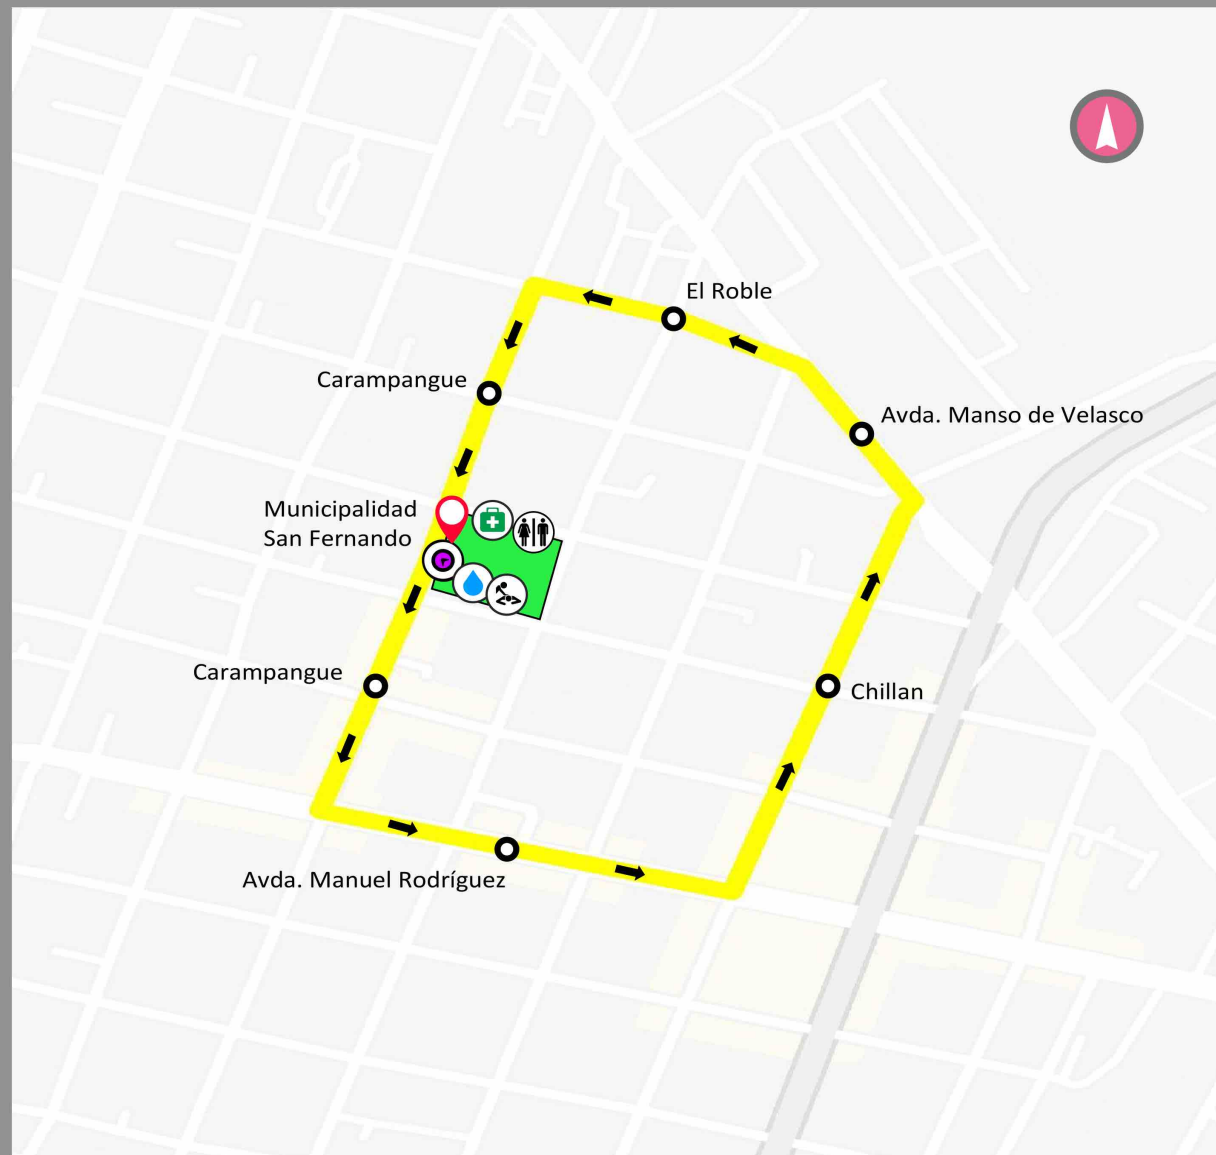 El Roble
Carampangue
Avda. Manso de Velasco
Municipalidad
San Fernando
Carampangue
Chillan
Avda. Manuel Rodríguez